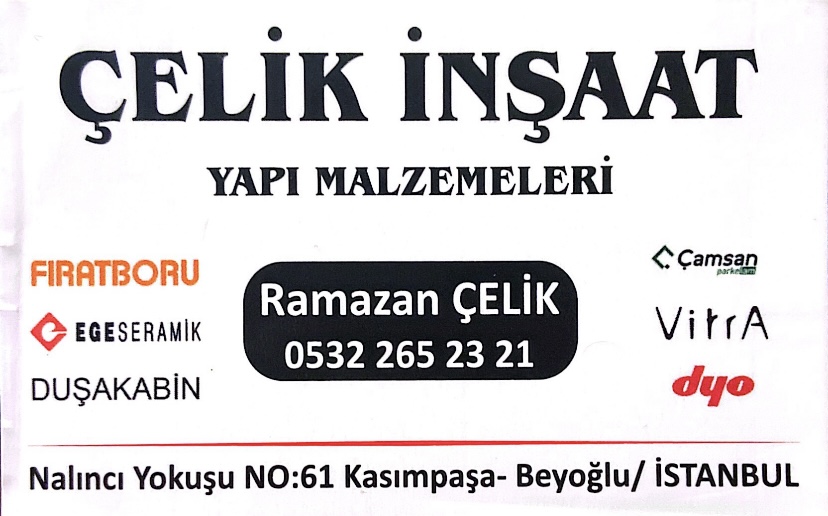 ÇELİK İNŞAAT
YAPI MALZEMELERİ
FIRATBORU
EGESERAMİK
DUŞAKABİN
Ramazan ÇELİK
0532 265 23 21
Çamsan
parkelam
VitrA
dyo
Nalıncı Yokuşu NO:61 Kasımpaşa- Beyoğlu/ İSTANBUL